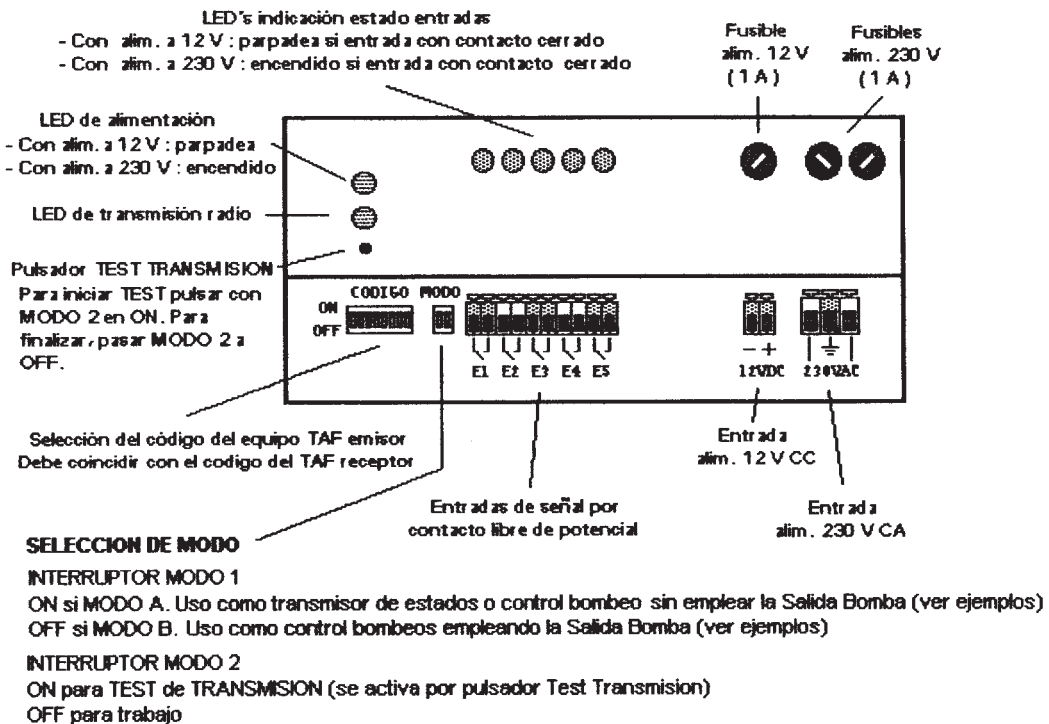 LED's indicación estado entradas
- Con alim. a 12 V : parpadea si entrada con contacto cerrado
- Con alim. a 230 V : encendido si entrada con contacto cerrado
Fusible
alim. 12 V
( 1 A )
Fusibles
alim. 230 V
( 1 A )
LED de alimentación
- Con alim. a 12 V : parpadea
- Con alim. a 230 V : encendido
LED de transmisión radio
Pulsador TEST TRANSMISION
Para iniciar TEST pulsar con
MODO 2 en ON. Para
finalizar, pasar MODO 2 a
OFF.
CODIGO MODO
ON
OFF
E1 E2 E3 E4 E5
- +
12VDC
230VAC
Selección del código del equipo TAF emisor
Debe coincidir con el codigo del TAF receptor
Entradas de señal por
contacto libre de potencial
Entrada
alim. 12 V CC
Entrada
alim. 230 V CA
SELECCION DE MODO
INTERRUPTOR MODO 1
ON si MODO A. Uso como transmisor de estados o control bombeo sin emplear la Salida Bomba (ver ejemplos)
OFF si MODO B. Uso como control bombeos empleando la Salida Bomba (ver ejemplos)
INTERRUPTOR MODO 2
ON para TEST de TRANSMISION (se activa por pulsador Test Transmision)
OFF para trabajo